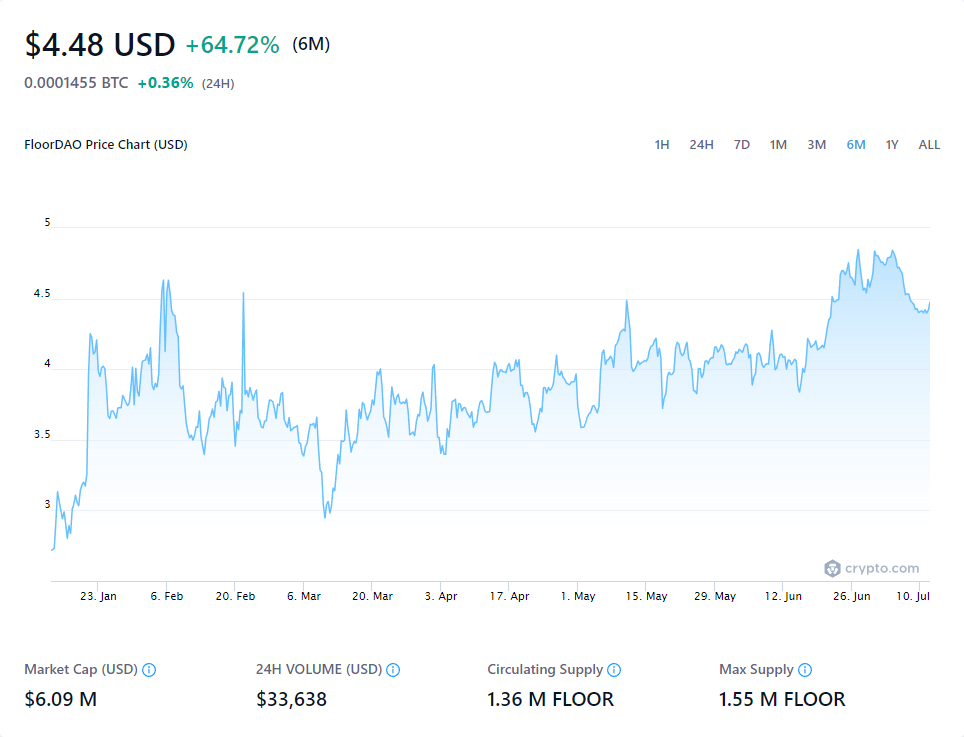 $4.48 USD +64.72% (6M)
0.0001455 BTC +0.36% (24H)
FloorDAO Price Chart (USD) 1H 24H 7D 1M 3M 6M 1Y ALL
5
4.5
4
3.5
3
crypto.com
23. Jan 6. Feb 20. Feb 6. Mar 20. Mar 3. Apr 17. Apr 1. May 15. May 29. May 12. Jun 26. Jun 10. Jul
Market Cap (USD) 24H VOLUME (USD) Circulating Supply Max Supply
$6.09 M $33,638 1.36 M FLOOR 1.55 M FLOOR